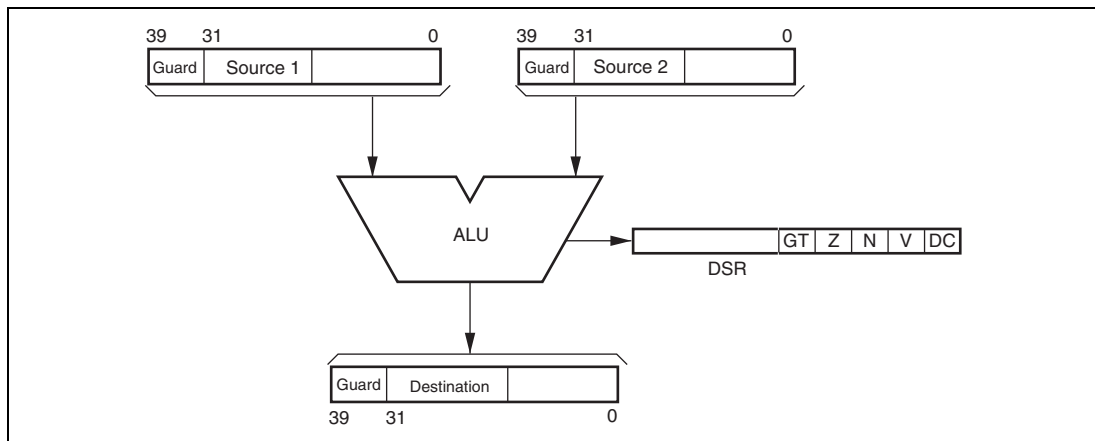 39 31 0
39 31 0
Guard Source 1
Guard Source 2
ALU
GT Z N V DC
DSR
Guard Destination
39 31 0